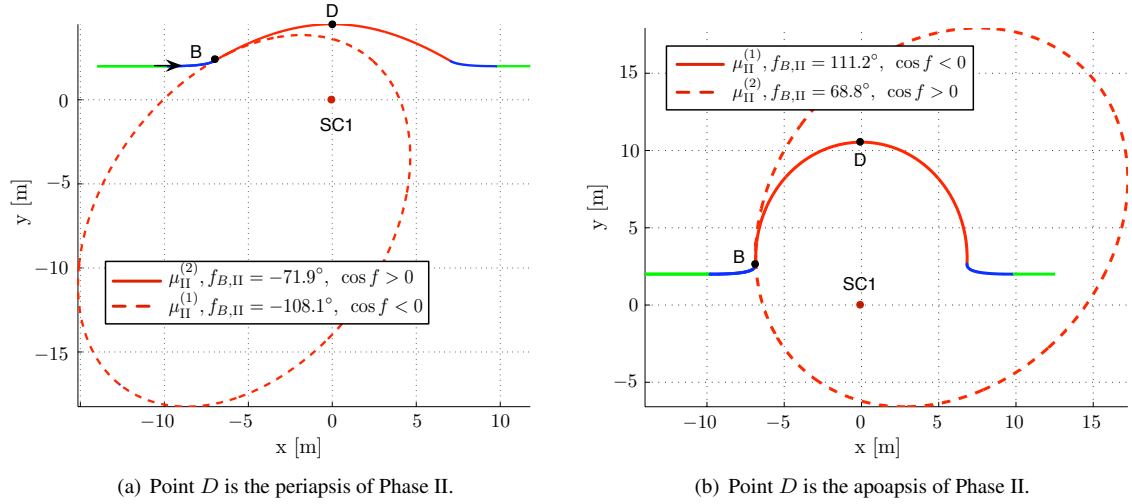 D
B
0
−5
−10
−15
y [m]
SC1
μ_II^(2), f_B,II = −71.9°, cos f > 0
μ_II^(1), f_B,II = −108.1°, cos f < 0
−10
−5
0
5
10
x [m]
(a) Point D is the periapsis of Phase II.
μ_II^(1), f_B,II = 111.2°, cos f < 0
μ_II^(2), f_B,II = 68.8°, cos f > 0
15
10
5
0
−5
y [m]
D
B
SC1
−10
−5
0
5
10
15
x [m]
(b) Point D is the apoapsis of Phase II.